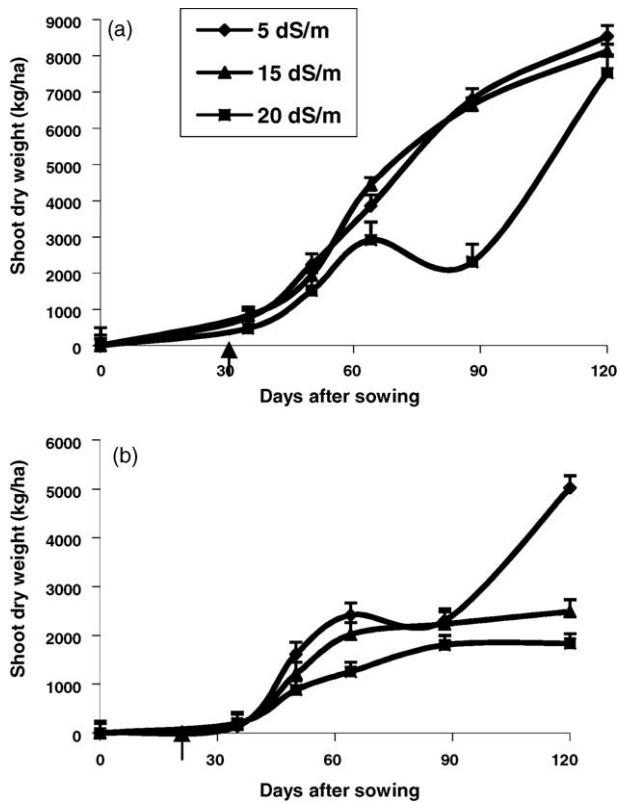 (a)
5 dS/m
15 dS/m
20 dS/m
Shoot dry weight (kg/ha)
9000
8000
7000
6000
5000
4000
3000
2000
1000
0
0 30 60 90 120
Days after sowing
(b)
Shoot dry weight (kg/ha)
6000
5000
4000
3000
2000
1000
0
0 30 60 90 120
Days after sowing